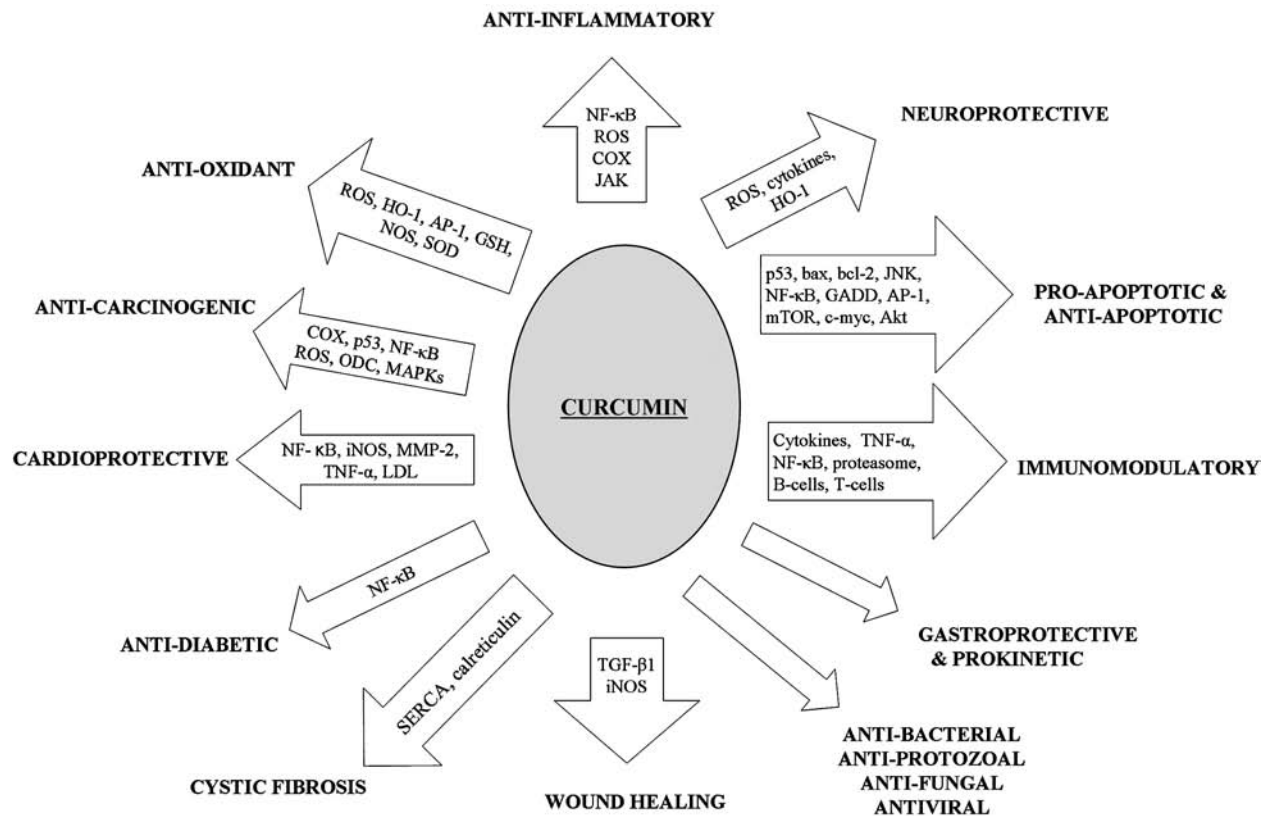 ANTI-INFLAMMATORY
NF-κB
ROS
COX
JAK
NEUROPROTECTIVE
ROS, cytokines,
HO-1
PRO-APOPTOTIC &
ANTI-APOPTOTIC
p53, bax, bcl-2, JNK,
NF-κB, GADD, AP-1,
mTOR, c-myc, Akt
IMMUNOMODULATORY
Cytokines, TNF-α,
NF-κB, proteasome,
B-cells, T-cells
GASTROPROTECTIVE
& PROKINETIC
ANTI-BACTERIAL
ANTI-PROTOZOAL
ANTI-FUNGAL
ANTIVIRAL
WOUND HEALING
TGF-β1
iNOS
CYSTIC FIBROSIS
SERCA, calreticulin
ANTI-DIABETIC
NF-κB
CARDIOPROTECTIVE
NF- κB, iNOS, MMP-2,
TNF-α, LDL
ANTI-CARCINOGENIC
COX, p53, NF-κB
ROS, ODC, MAPKs
ANTI-OXIDANT
ROS, HO-1, AP-1, GSH,
NOS, SOD
CURCUMIN